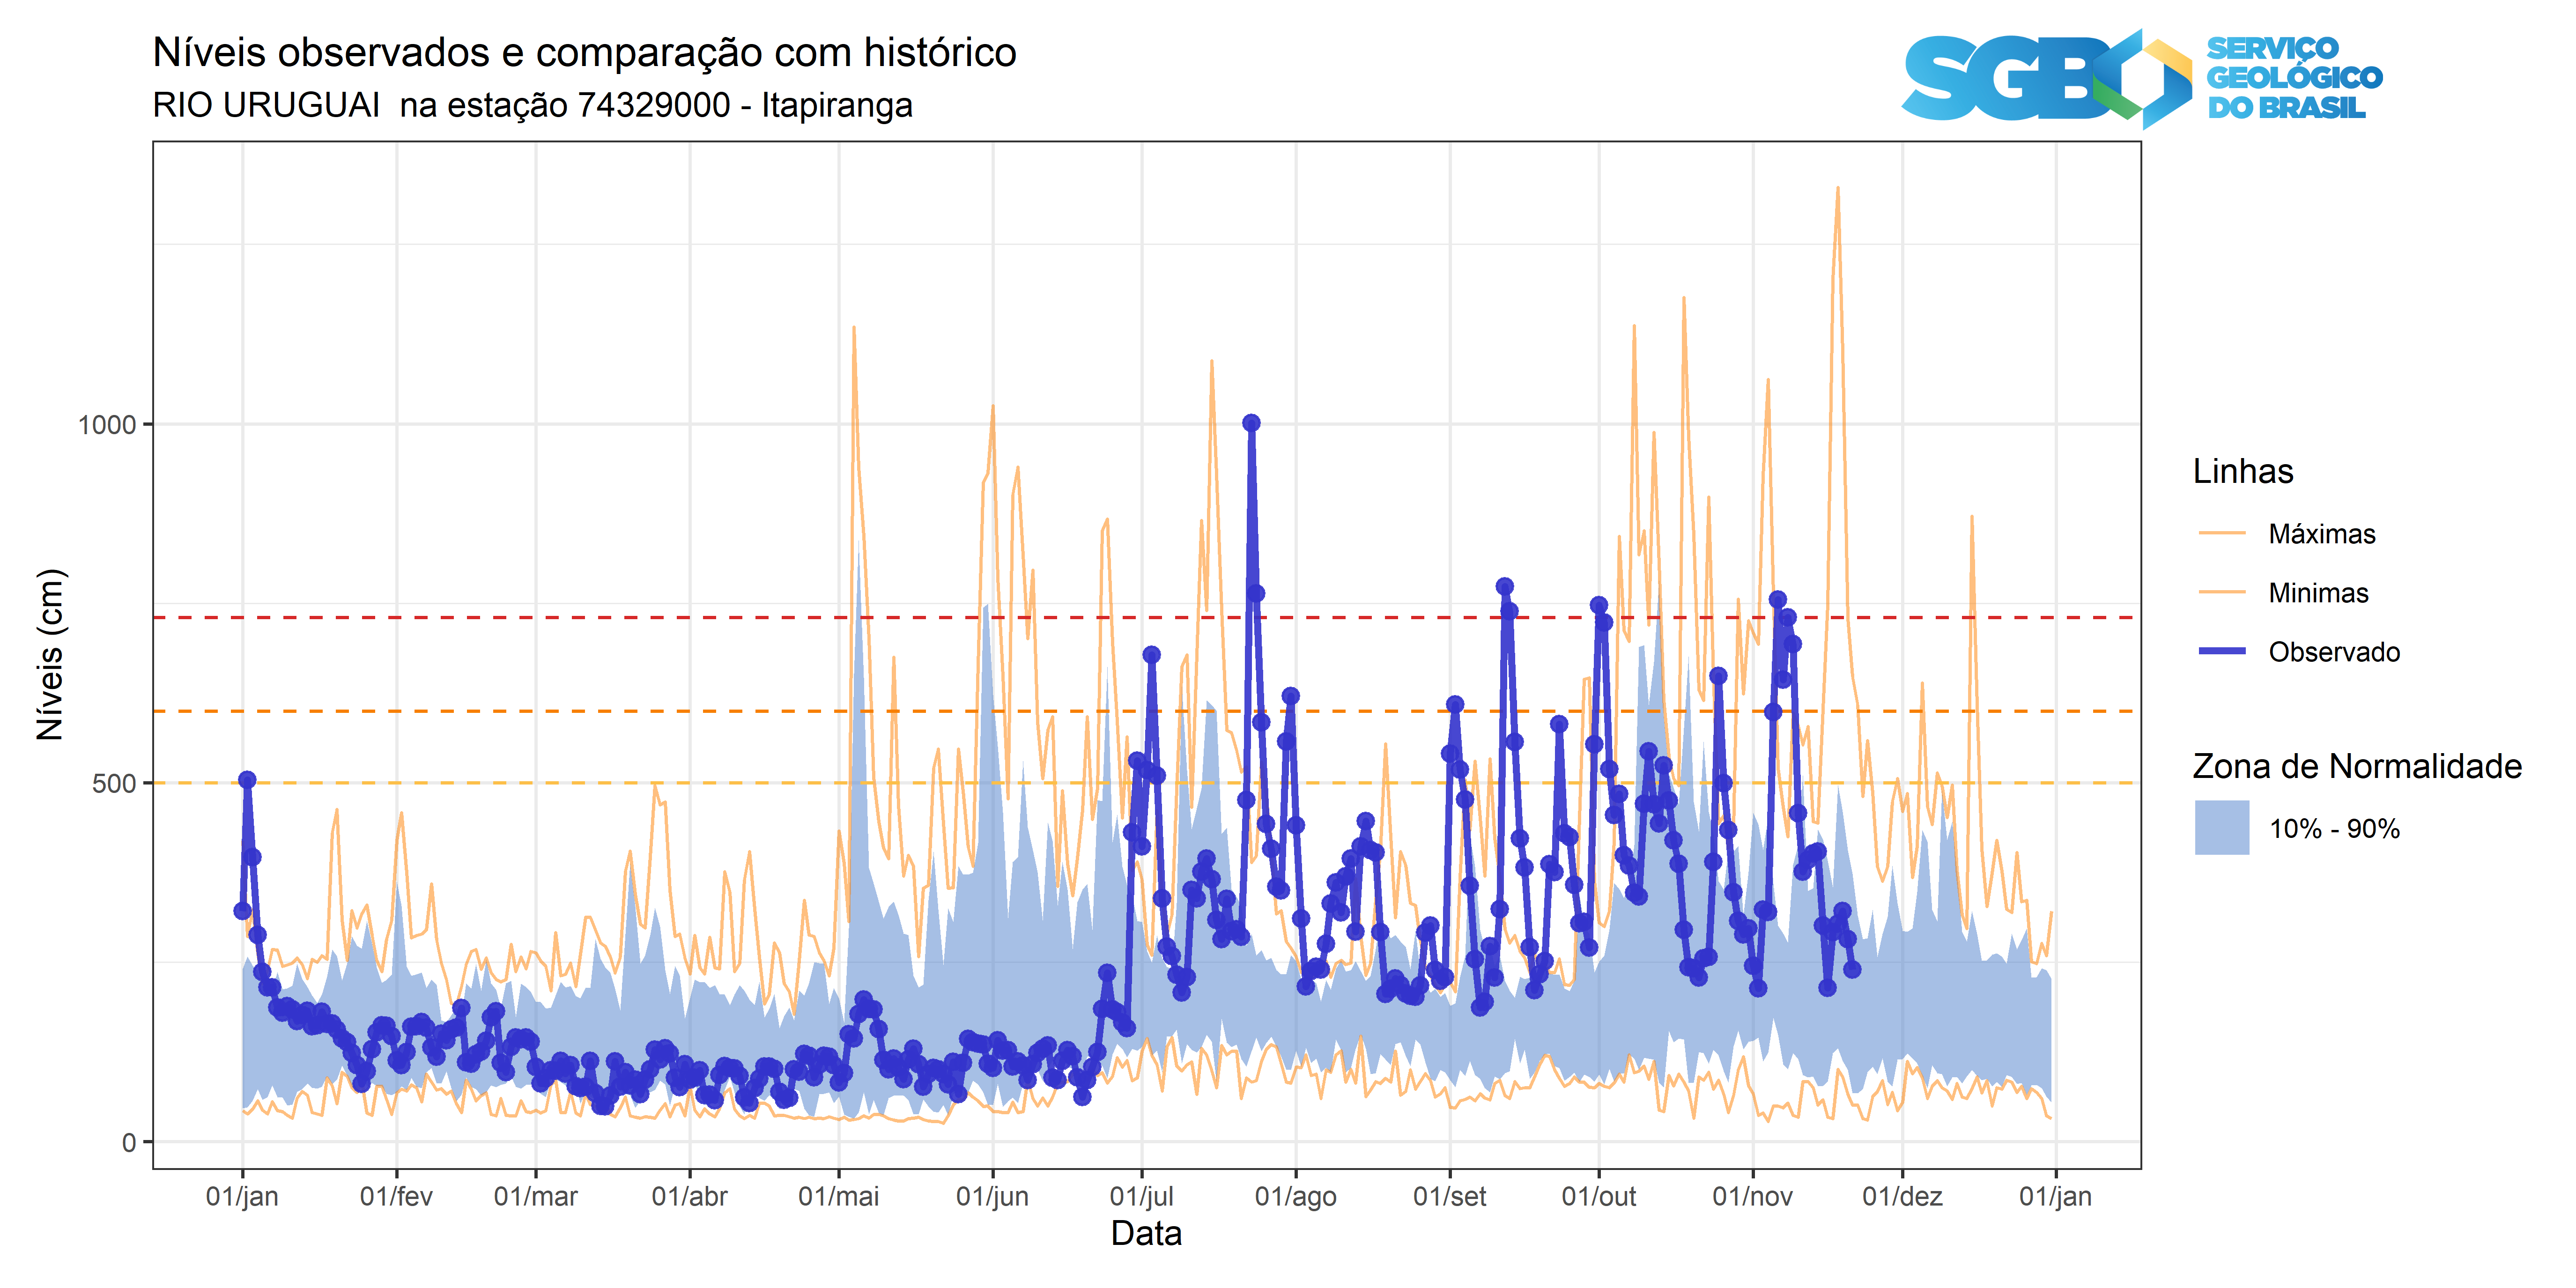 Níveis observados e comparação com histórico
RIO URUGUAI  na estação 74329000 - Itapiranga
SGB
SERVIÇO
GEOLÓGICO
DO BRASIL
Níveis (cm)
1000
500
0
01/jan
01/fev
01/mar
01/abr
01/mai
01/jun
01/jul
01/ago
01/set
01/out
01/nov
01/dez
01/jan
Data
Linhas
Máximas
Minimas
Observado
Zona de Normalidade
10% - 90%